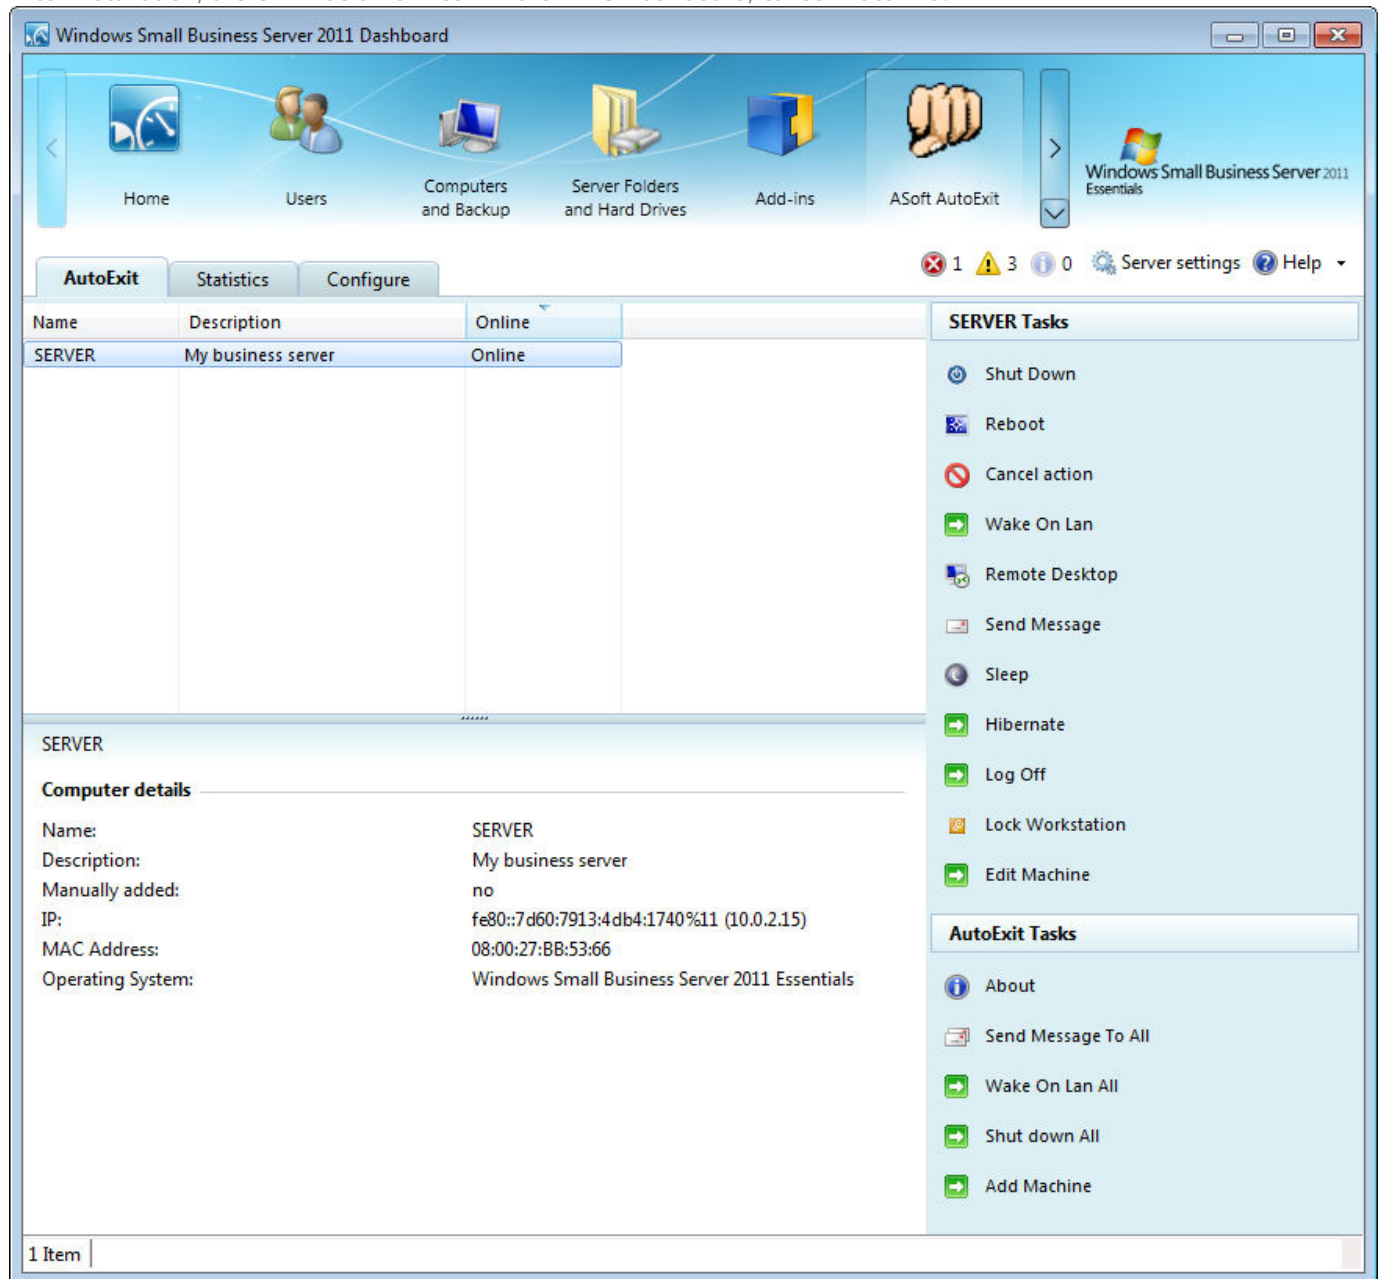 Windows Small Business Server 2011 Dashboard
Home
Users
Computers
and Backup
Server Folders
and Hard Drives
Add-ins
ASoft AutoExit
Windows Small Business Server 2011
Essentials
AutoExit
Statistics
Configure
1
3
0
Server settings
Help
Name Description Online
SERVER My business server Online
SERVER
Computer details
Name: SERVER
Description: My business server
Manually added: no
IP: fe80::7d60:7913:4db4:1740%11 (10.0.2.15)
MAC Address: 08:00:27:BB:53:66
Operating System: Windows Small Business Server 2011 Essentials
SERVER Tasks
Shut Down
Reboot
Cancel action
Wake On Lan
Remote Desktop
Send Message
Sleep
Hibernate
Log Off
Lock Workstation
Edit Machine
AutoExit Tasks
About
Send Message To All
Wake On Lan All
Shut down All
Add Machine
1 Item